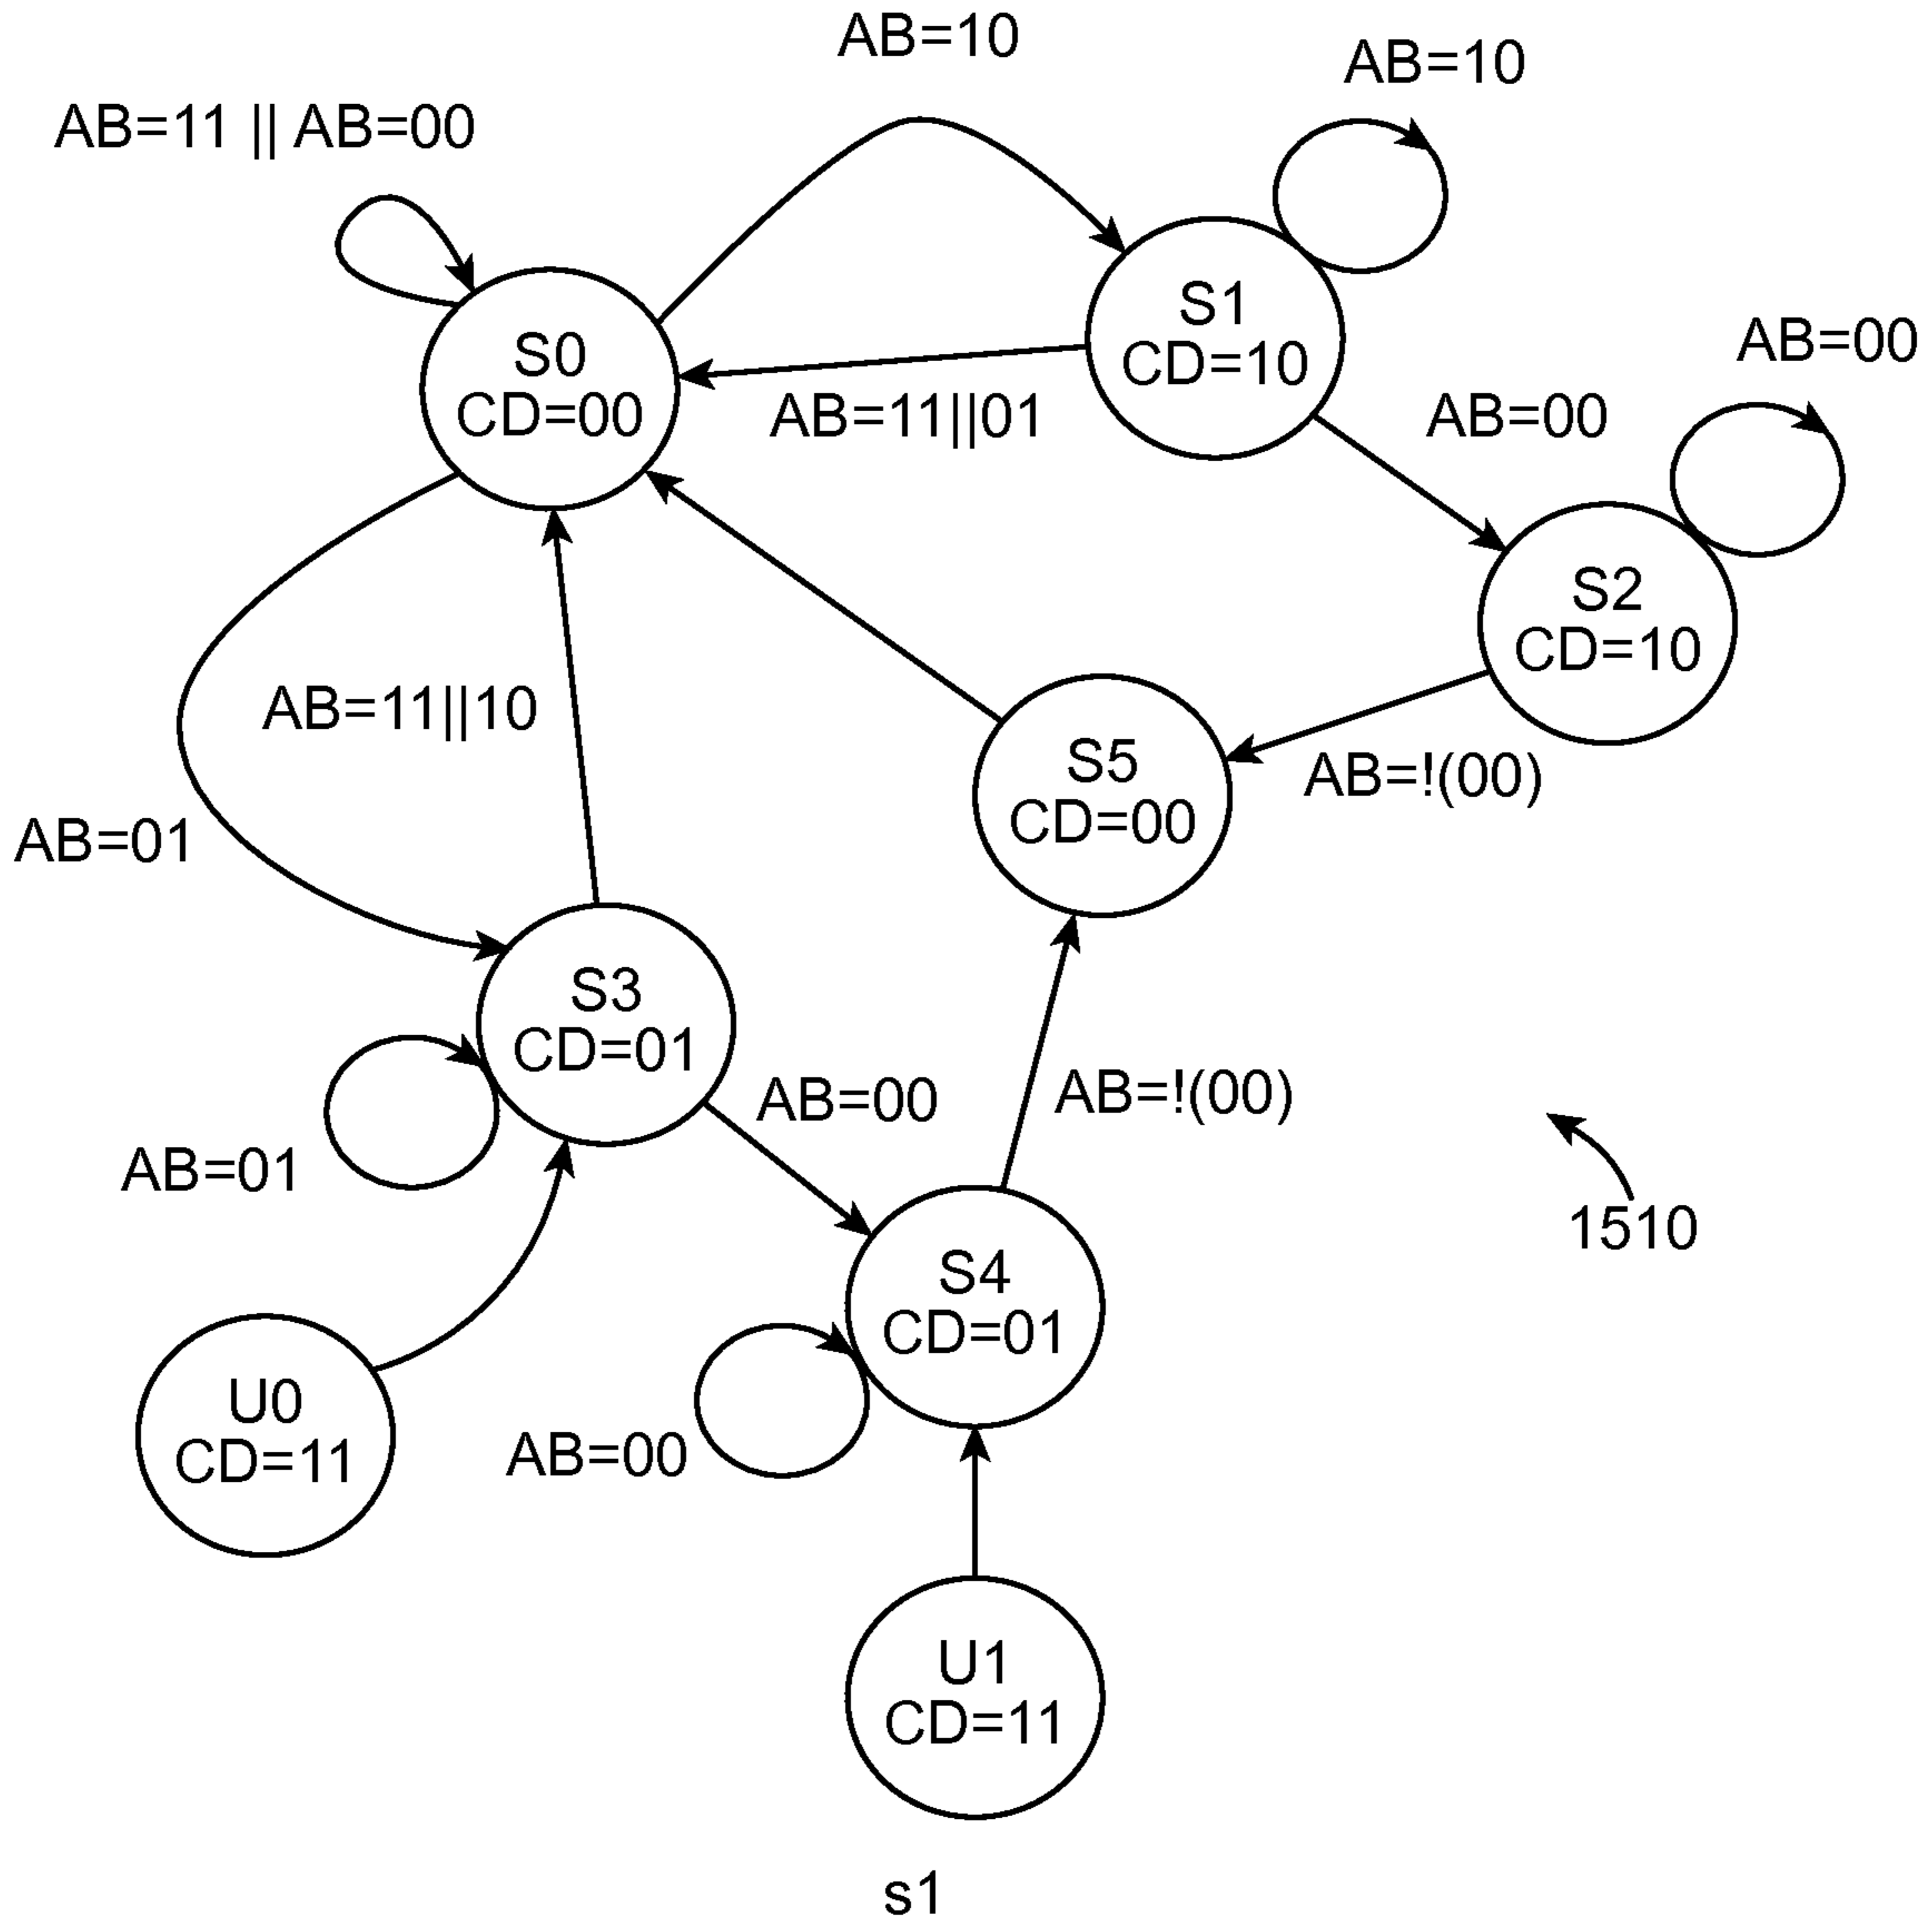 AB=10
AB=10
AB=11 || AB=00
S1
CD=10
S0
CD=00
AB=00
AB=11||01
AB=00
S2
CD=10
AB=11||10
S5
CD=00
AB=!(00)
AB=01
S3
CD=01
AB=00
AB=!(00)
AB=01
1510
S4
CD=01
U0
CD=11
AB=00
U1
CD=11
s1